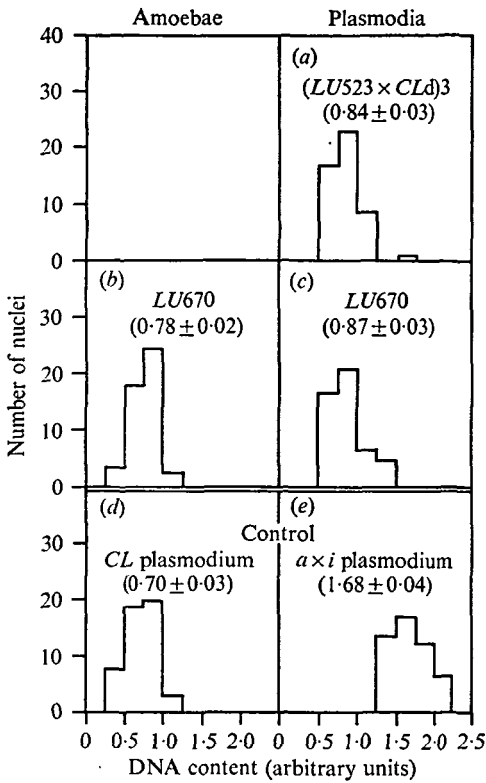 Amoebae Plasmodia
40
30
20
10
0
(a)
(LU523 × CLd)3
(0·84 ± 0·03)
30
20
10
0
(b)
LU670
(0·78 ± 0·02)
(c)
LU670
(0·87 ± 0·03)
30
20
10
0
(d)
(e)
Control
CL plasmodium
(0·70 ± 0·03)
a × i plasmodium
(1·68 ± 0·04)
0 0·5 1·0 1·5 2·0 0 0·5 1·0 1·5 2·0 2·5
Number of nuclei
DNA content (arbitrary units)